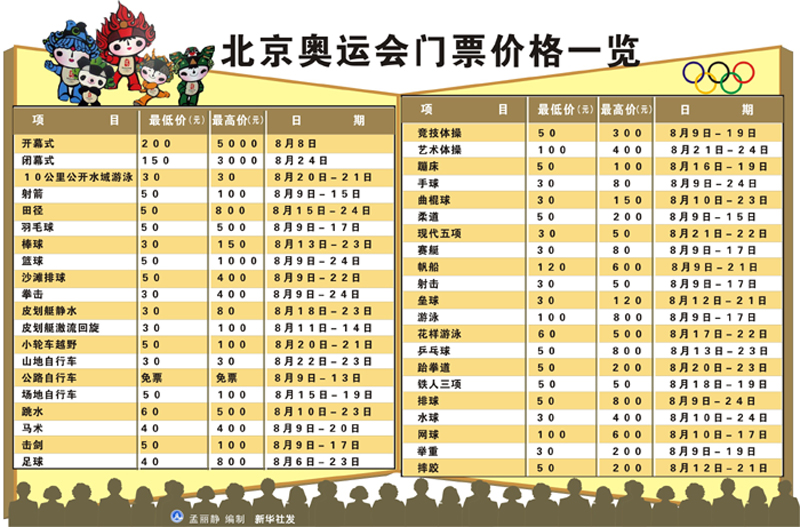 北京奥运会门票价格一览
项 目 最低价(元) 最高价(元) 日 期
开幕式 200 5000 8月8日
闭幕式 150 3000 8月24日
10公里公开水域游泳 30 30 8月20日-21日
射箭 50 100 8月9日-15日
田径 50 800 8月15日-24日
羽毛球 50 500 8月9日-17日
棒球 30 150 8月13日-23日
篮球 50 1000 8月9日-24日
沙滩排球 50 400 8月9日-22日
拳击 30 400 8月9日-24日
皮划艇静水 30 80 8月18日-23日
皮划艇激流回旋 30 100 8月11日-14日
小轮车越野 50 100 8月20日-21日
山地自行车 30 30 8月22日-23日
公路自行车 免票 免票 8月9日-13日
场地自行车 50 100 8月15日-19日
跳水 60 500 8月10日-23日
马术 40 400 8月9日-20日
击剑 50 100 8月9日-17日
足球 40 800 8月6日-23日
项 目 最低价(元) 最高价(元) 日 期
竞技体操 50 300 8月9日-19日
艺术体操 100 400 8月21日-24日
蹦床 50 100 8月16日-19日
手球 30 80 8月9日-24日
曲棍球 30 150 8月10日-23日
柔道 50 200 8月9日-15日
现代五项 30 50 8月21日-22日
赛艇 30 80 8月9日-17日
帆船 120 600 8月9日-21日
射击 30 50 8月9日-17日
垒球 30 120 8月12日-21日
游泳 100 800 8月9日-17日
花样游泳 60 500 8月17日-22日
乒乓球 50 800 8月13日-23日
跆拳道 50 200 8月20日-23日
铁人三项 50 50 8月18日-19日
排球 50 800 8月9日-24日
水球 30 400 8月10日-24日
网球 100 600 8月10日-17日
举重 30 200 8月9日-19日
摔跤 50 200 8月12日-21日
孟丽静 编制 新华社发